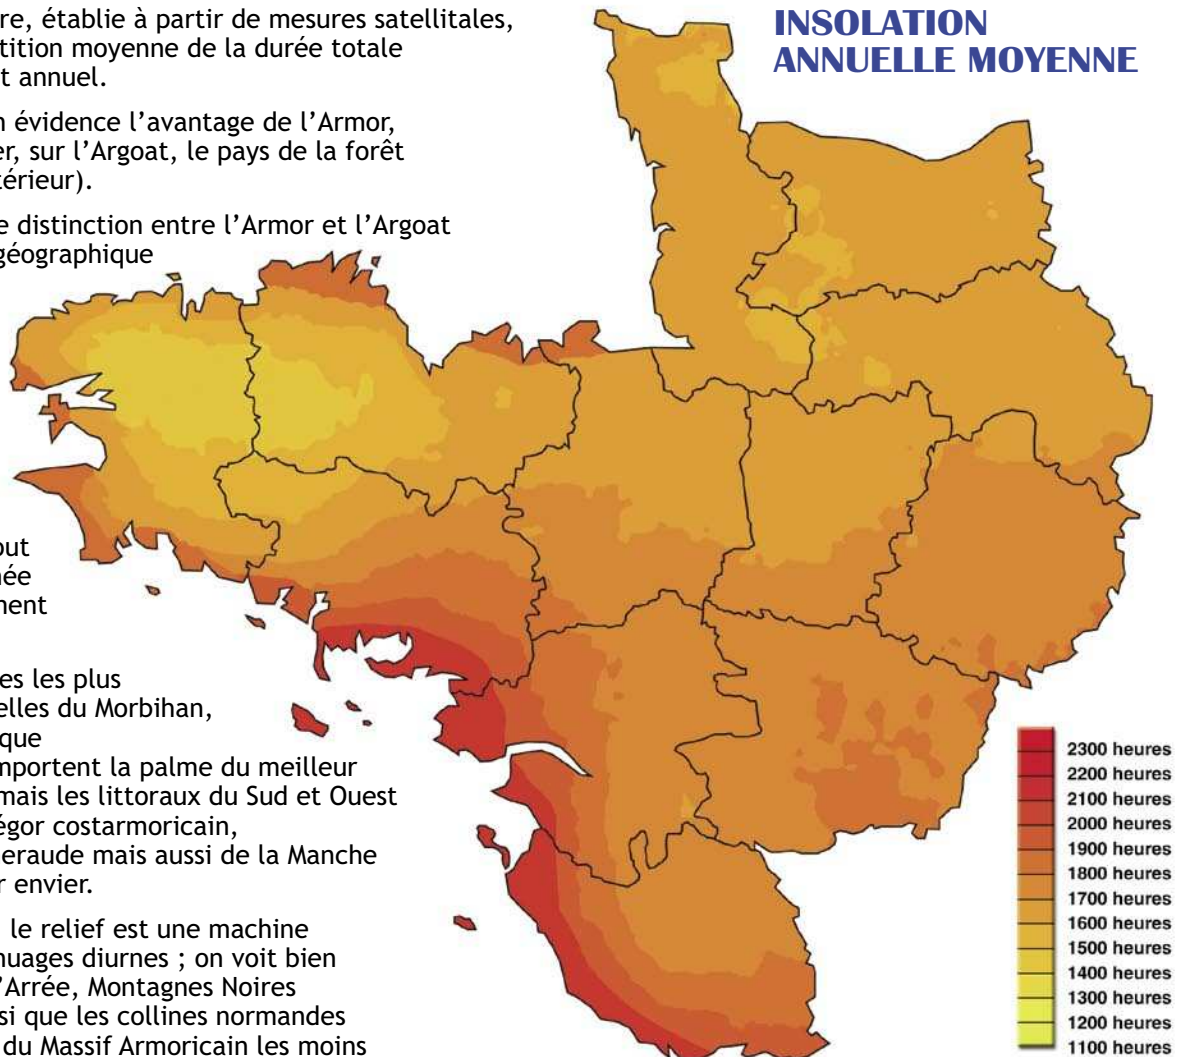 re, établie à partir de mesures satellitales,
tition moyenne de la durée totale
t annuel.
n évidence l’avantage de l’Armor,
er, sur l’Argoat, le pays de la forêt
térieur).
e distinction entre l’Armor et l’Argoat
géographique
out
née
ment
es les plus
elles du Morbihan,
que
mportent la palme du meilleur
mais les littoraux du Sud et Ouest
égor costarmoricain,
eraude mais aussi de la Manche
r envier.
le relief est une machine
nuages diurnes ; on voit bien
’Arrée, Montagnes Noires
si que les collines normandes
du Massif Armoricain les moins
INSOLATION
ANNUELLE MOYENNE
2300 heures
2200 heures
2100 heures
2000 heures
1900 heures
1800 heures
1700 heures
1600 heures
1500 heures
1400 heures
1300 heures
1200 heures
1100 heures